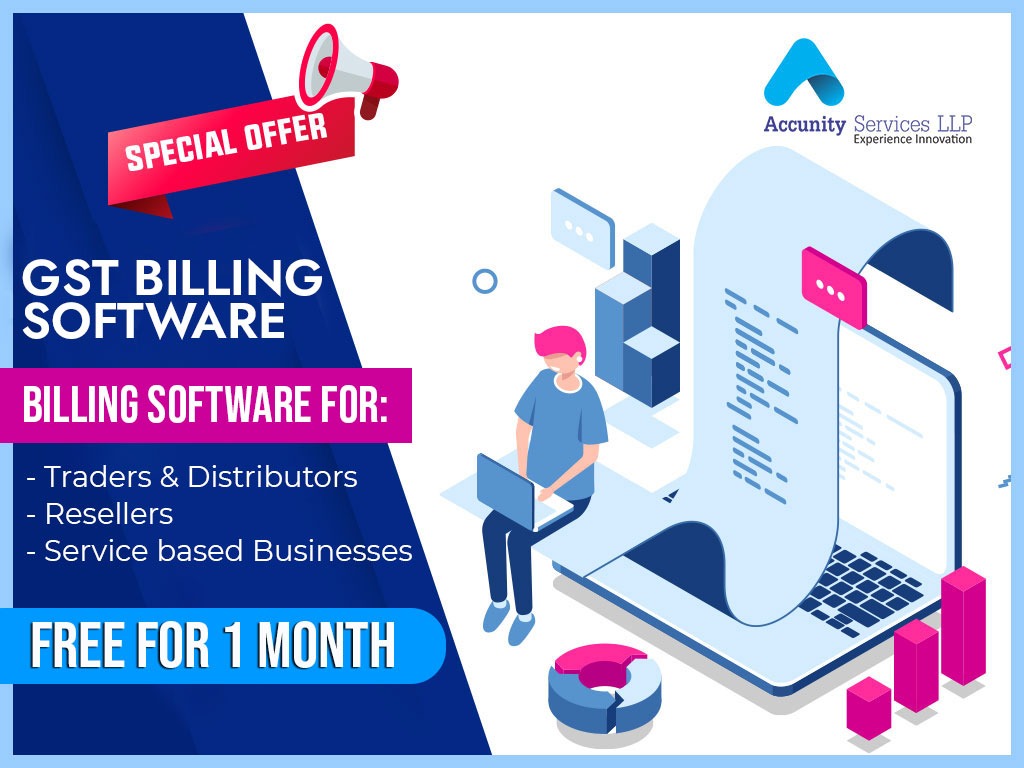 SPECIAL OFFER
Accunity Services LLP
Experience Innovation
GST BILLING
SOFTWARE
BILLING SOFTWARE FOR:
- Traders & Distributors
- Resellers
- Service based Businesses
FREE FOR 1 MONTH